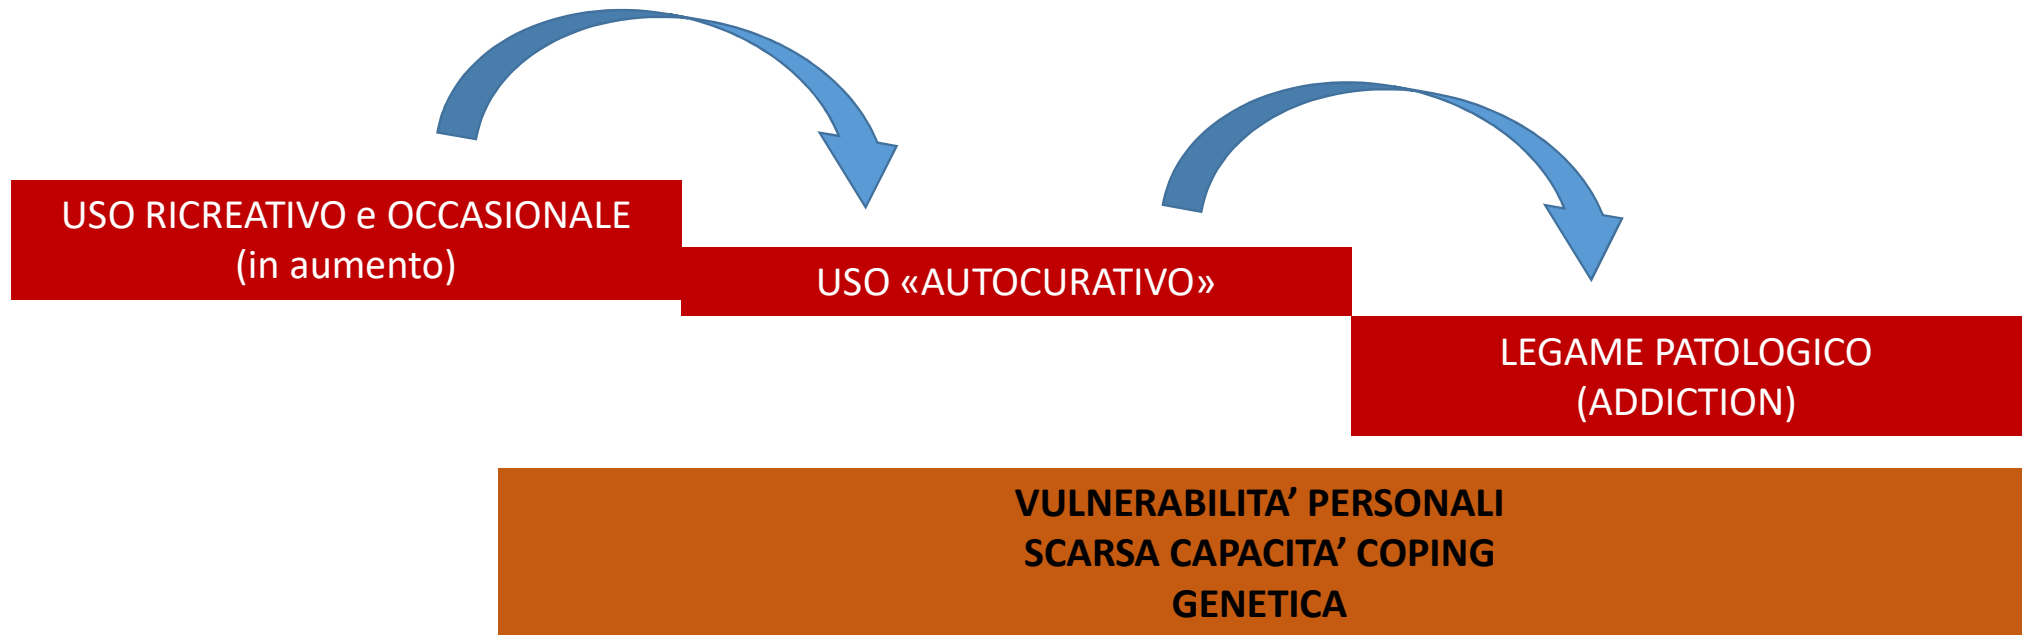 USO RICREATIVO e OCCASIONALE
(in aumento)
USO «AUTOCURATIVO»
LEGAME PATOLOGICO
(ADDICTION)
VULNERABILITA’ PERSONALI
SCARSA CAPACITA’ COPING
GENETICA